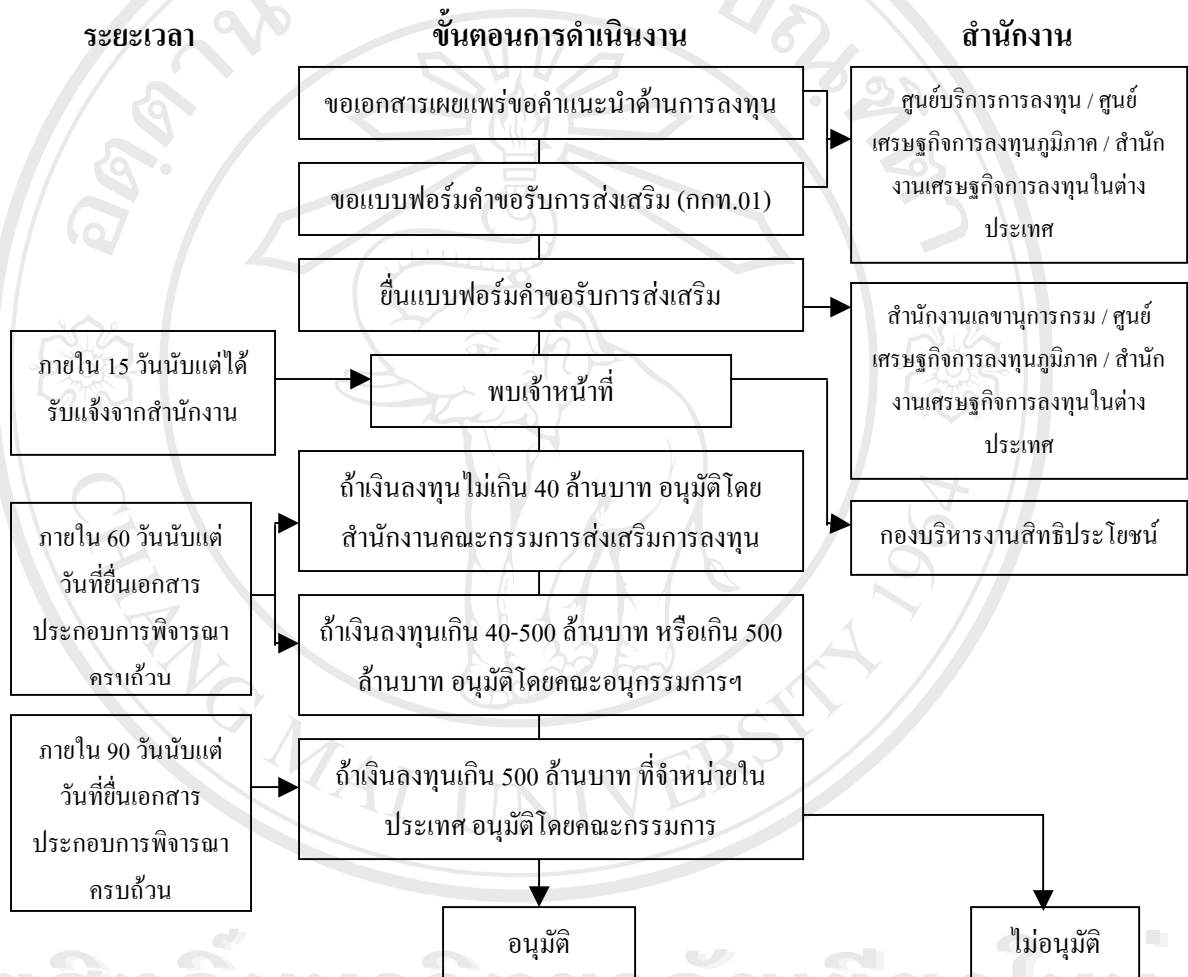 ระยะเวลา
ขั้นตอนการดำเนินงาน
สำนักงาน
ขอเอกสารเผยแพร่ขอคำแนะนำด้านการลงทุน
ศูนย์บริการการลงทุน / ศูนย์
เศรษฐกิจการลงทุนภูมิภาค / สำนัก
งานเศรษฐกิจการลงทุนในต่าง
ประเทศ
ขอแบบฟอร์มคำขอรับการส่งเสริม (กกท.01)
ยื่นแบบฟอร์มคำขอรับการส่งเสริม
สำนักงานเลขานุการกรม / ศูนย์
เศรษฐกิจการลงทุนภูมิภาค / สำนัก
งานเศรษฐกิจการลงทุนในต่าง
ประเทศ
ภายใน 15 วันนับแต่ได้
รับแจ้งจากสำนักงาน
พบเจ้าหน้าที่
กองบริหารงานสิทธิประโยชน์
ภายใน 60 วันนับแต่
วันที่ยื่นเอกสาร
ประกอบการพิจารณา
ครบถ้วน
ถ้าเงินลงทุนไม่เกิน 40 ล้านบาท อนุมัติโดย
สำนักงานคณะกรรมการส่งเสริมการลงทุน
ถ้าเงินลงทุนเกิน 40-500 ล้านบาท หรือเกิน 500
ล้านบาท อนุมัติโดยคณะอนุกรรมการฯ
ภายใน 90 วันนับแต่
วันที่ยื่นเอกสาร
ประกอบการพิจารณา
ครบถ้วน
ถ้าเงินลงทุนเกิน 500 ล้านบาท ที่จำหน่ายใน
ประเทศ อนุมัติโดยคณะกรรมการ
อนุมัติ
ไม่อนุมัติ
CHIANG MAI UNIVERSITY 1964